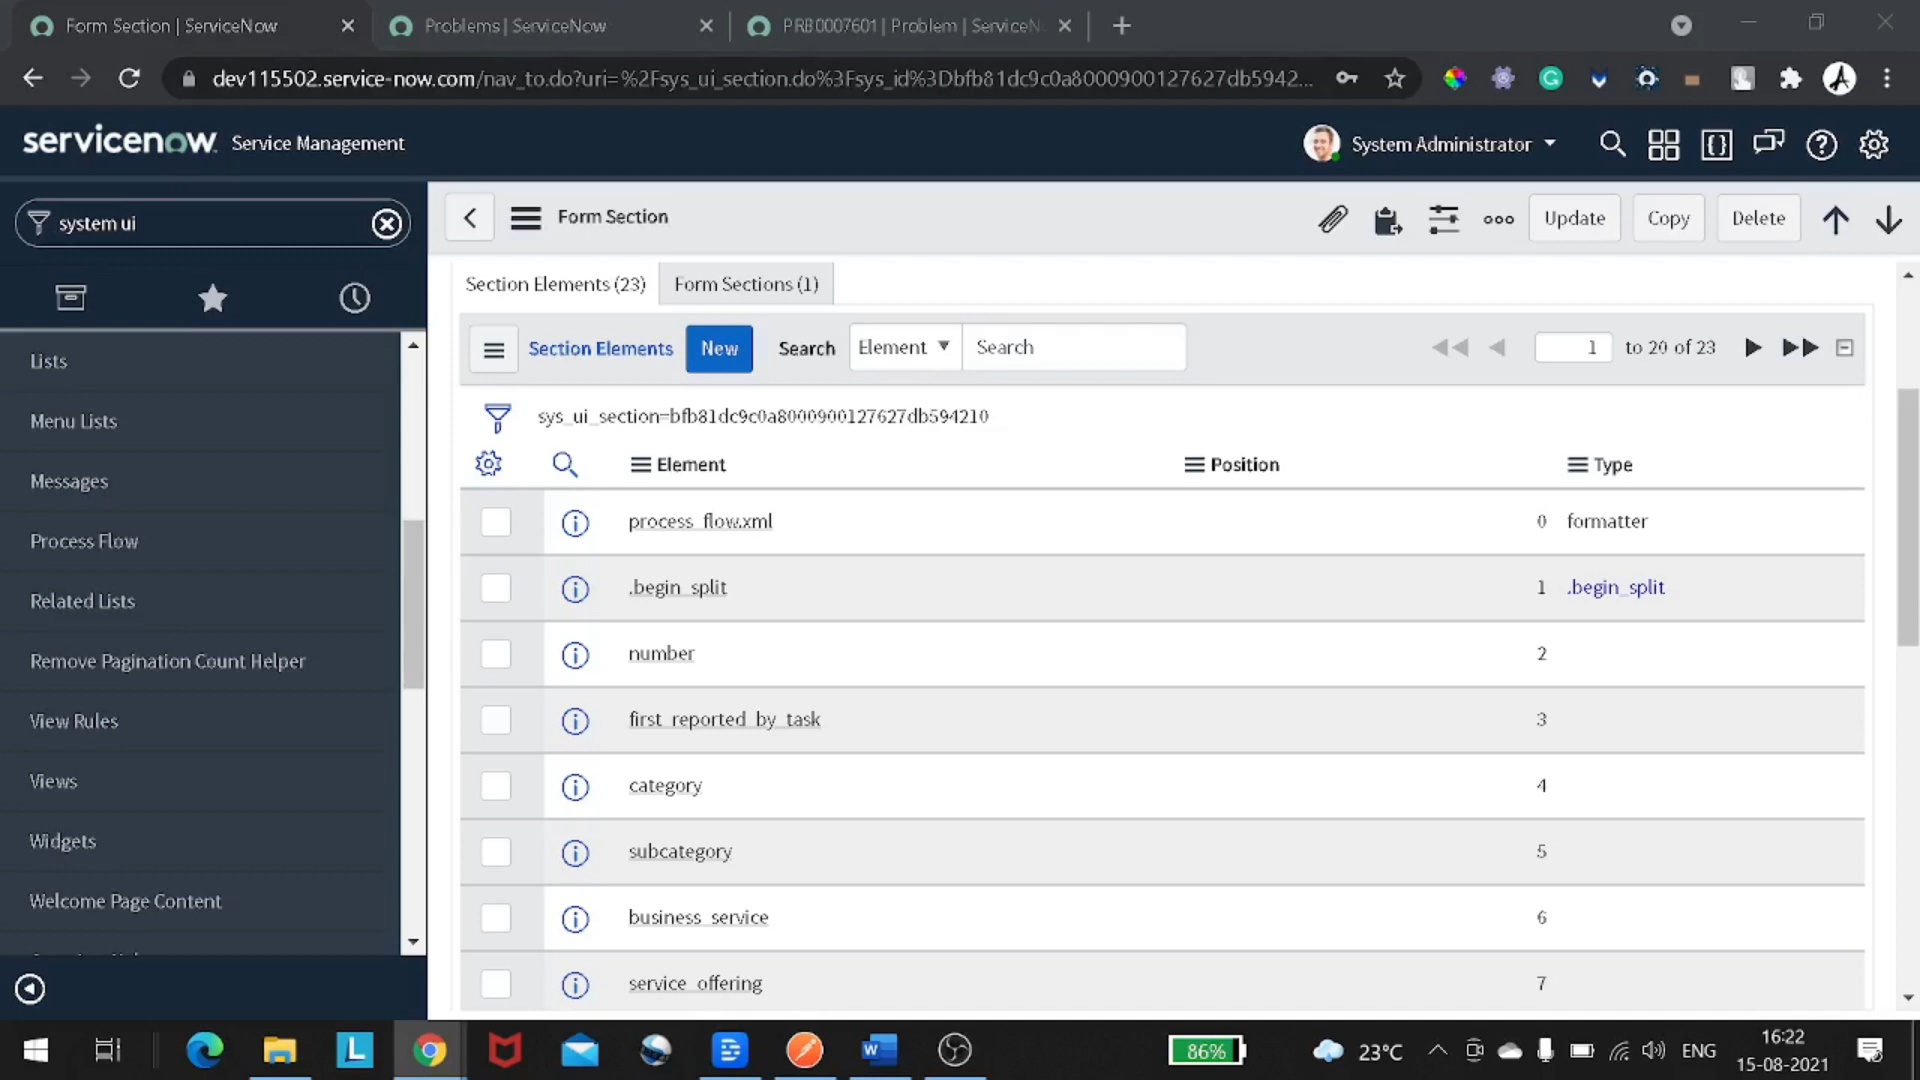 Form Section | ServiceNow
Problems | ServiceNow
PRB0007601 | Problem | ServiceN
dev115502.service-now.com/nav_to.do?uri=%2Fsys_ui_section.do%3Fsys_id%3Dbfb81dc9c0a8000900127627db5942...
servicenow Service Management
System Administrator
system ui
Form Section
Update
Copy
Delete
Lists
Menu Lists
Messages
Process Flow
Related Lists
Remove Pagination Count Helper
View Rules
Views
Widgets
Welcome Page Content
Section Elements (23)
Form Sections (1)
Section Elements New Search Element Search 1 to 20 of 23
sys_ui_section=bfb81dc9c0a8000900127627db594210
Element Position Type
process_flow.xml 0 formatter
.begin_split 1 .begin_split
number 2
first_reported_by_task 3
category 4
subcategory 5
business_service 6
service_offering 7
86%
23°C
ENG
16:22
15-08-2021